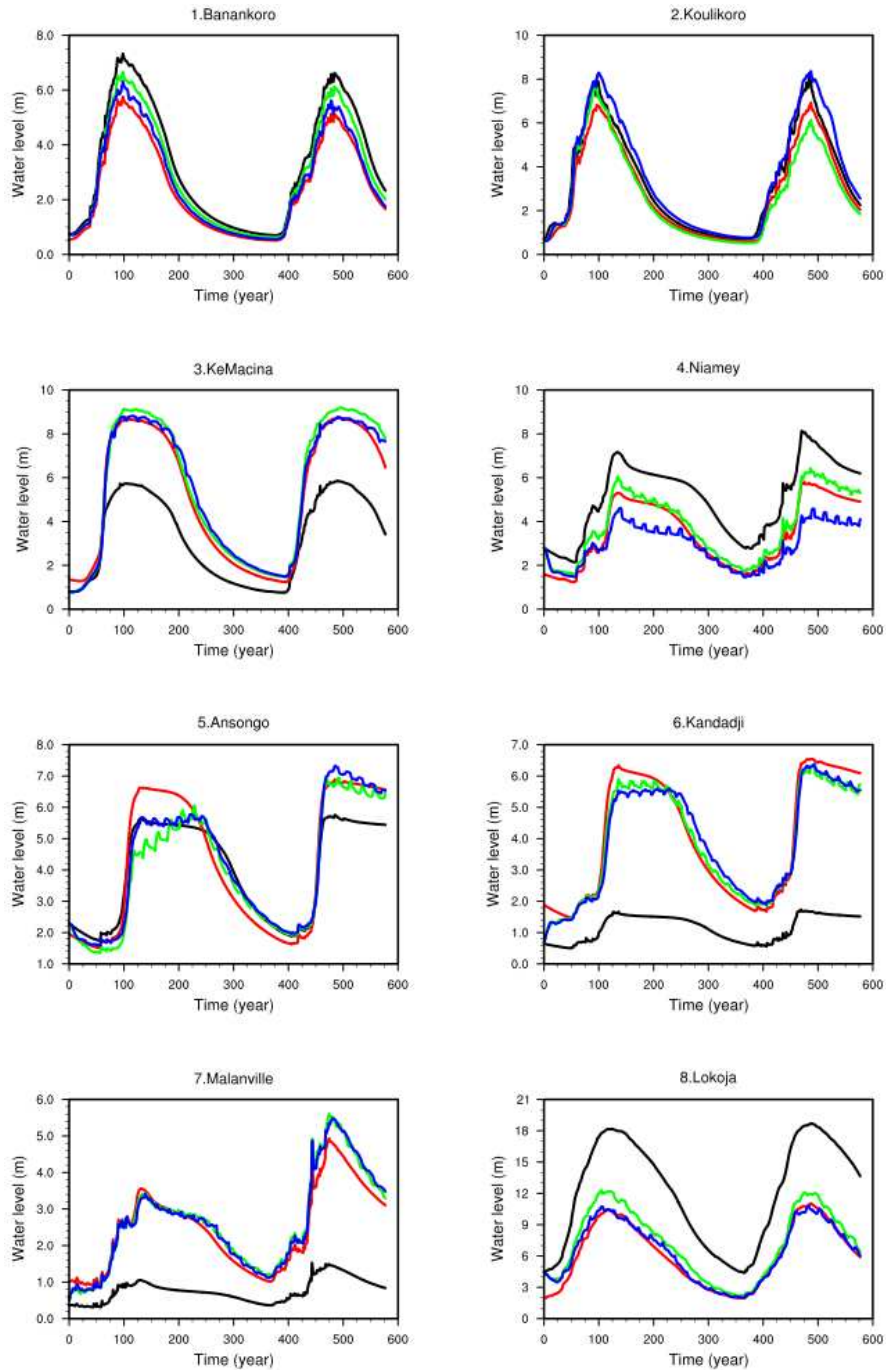 1.Banankoro
2.Koulikoro
8.0
6.0
4.0
2.0
0.0
Water level (m)
0 100 200 300 400 500 600
Time (year)
10
8
6
4
2
0
Water level (m)
0 100 200 300 400 500 600
Time (year)
3.KeMacina
4.Niamey
10
8
6
4
2
0
Water level (m)
0 100 200 300 400 500 600
Time (year)
10
8
6
4
2
0
Water level (m)
0 100 200 300 400 500 600
Time (year)
5.Ansongo
6.Kandadji
8.0
7.0
6.0
5.0
4.0
3.0
2.0
1.0
Water level (m)
0 100 200 300 400 500 600
Time (year)
7.0
6.0
5.0
4.0
3.0
2.0
1.0
0.0
Water level (m)
0 100 200 300 400 500 600
Time (year)
7.Malanville
8.Lokoja
6.0
5.0
4.0
3.0
2.0
1.0
0.0
Water level (m)
0 100 200 300 400 500 600
Time (year)
21
18
15
12
9
6
3
0
Water level (m)
0 100 200 300 400 500 600
Time (year)